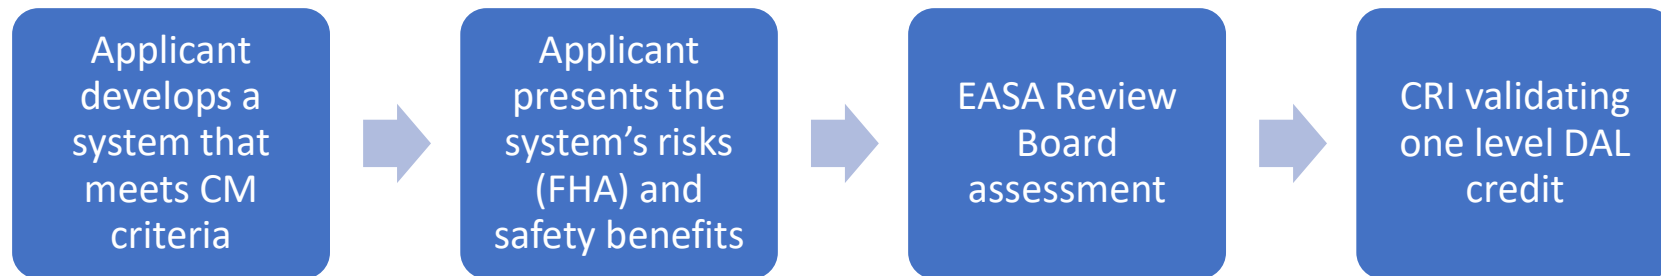 Applicant
develops a
system that
meets CM
criteria
Applicant
presents the
system’s risks
(FHA) and
safety benefits
EASA Review
Board
assessment
CRI validating
one level DAL
credit